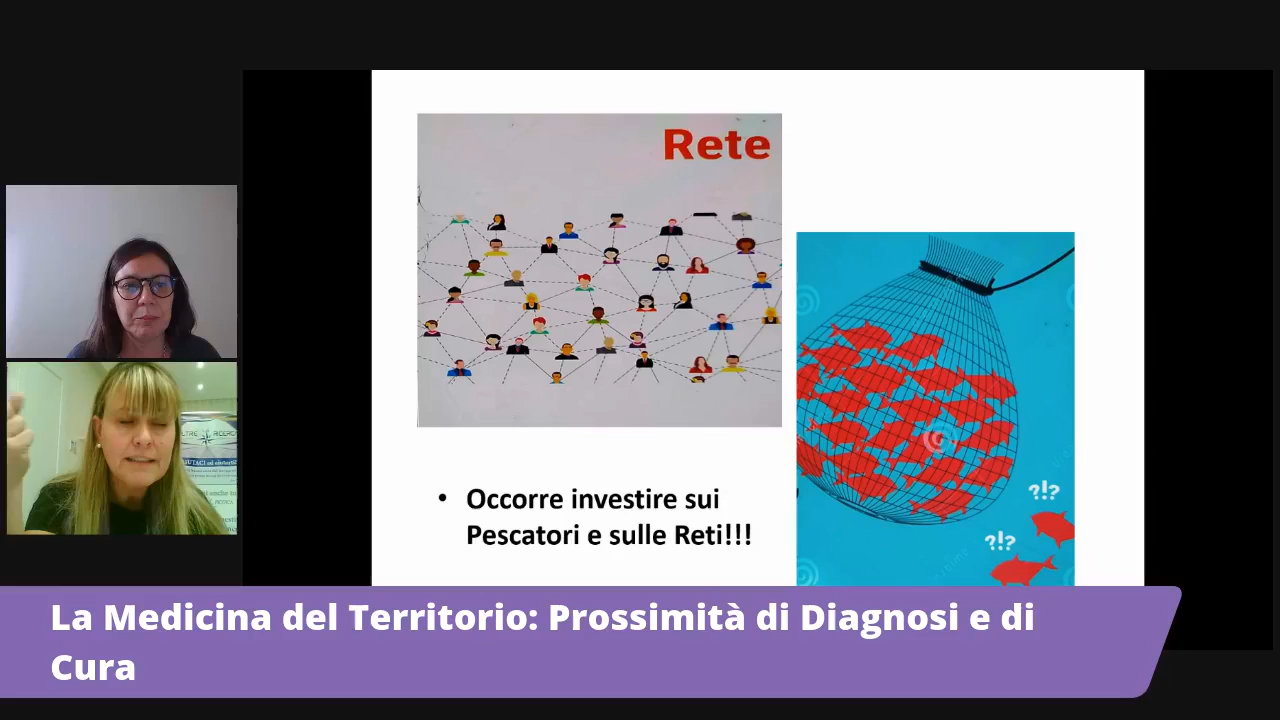 Rete
• Occorre investire sui
Pescatori e sulle Reti!!!
?!?
?!?
La Medicina del Territorio: Prossimità di Diagnosi e di
Cura